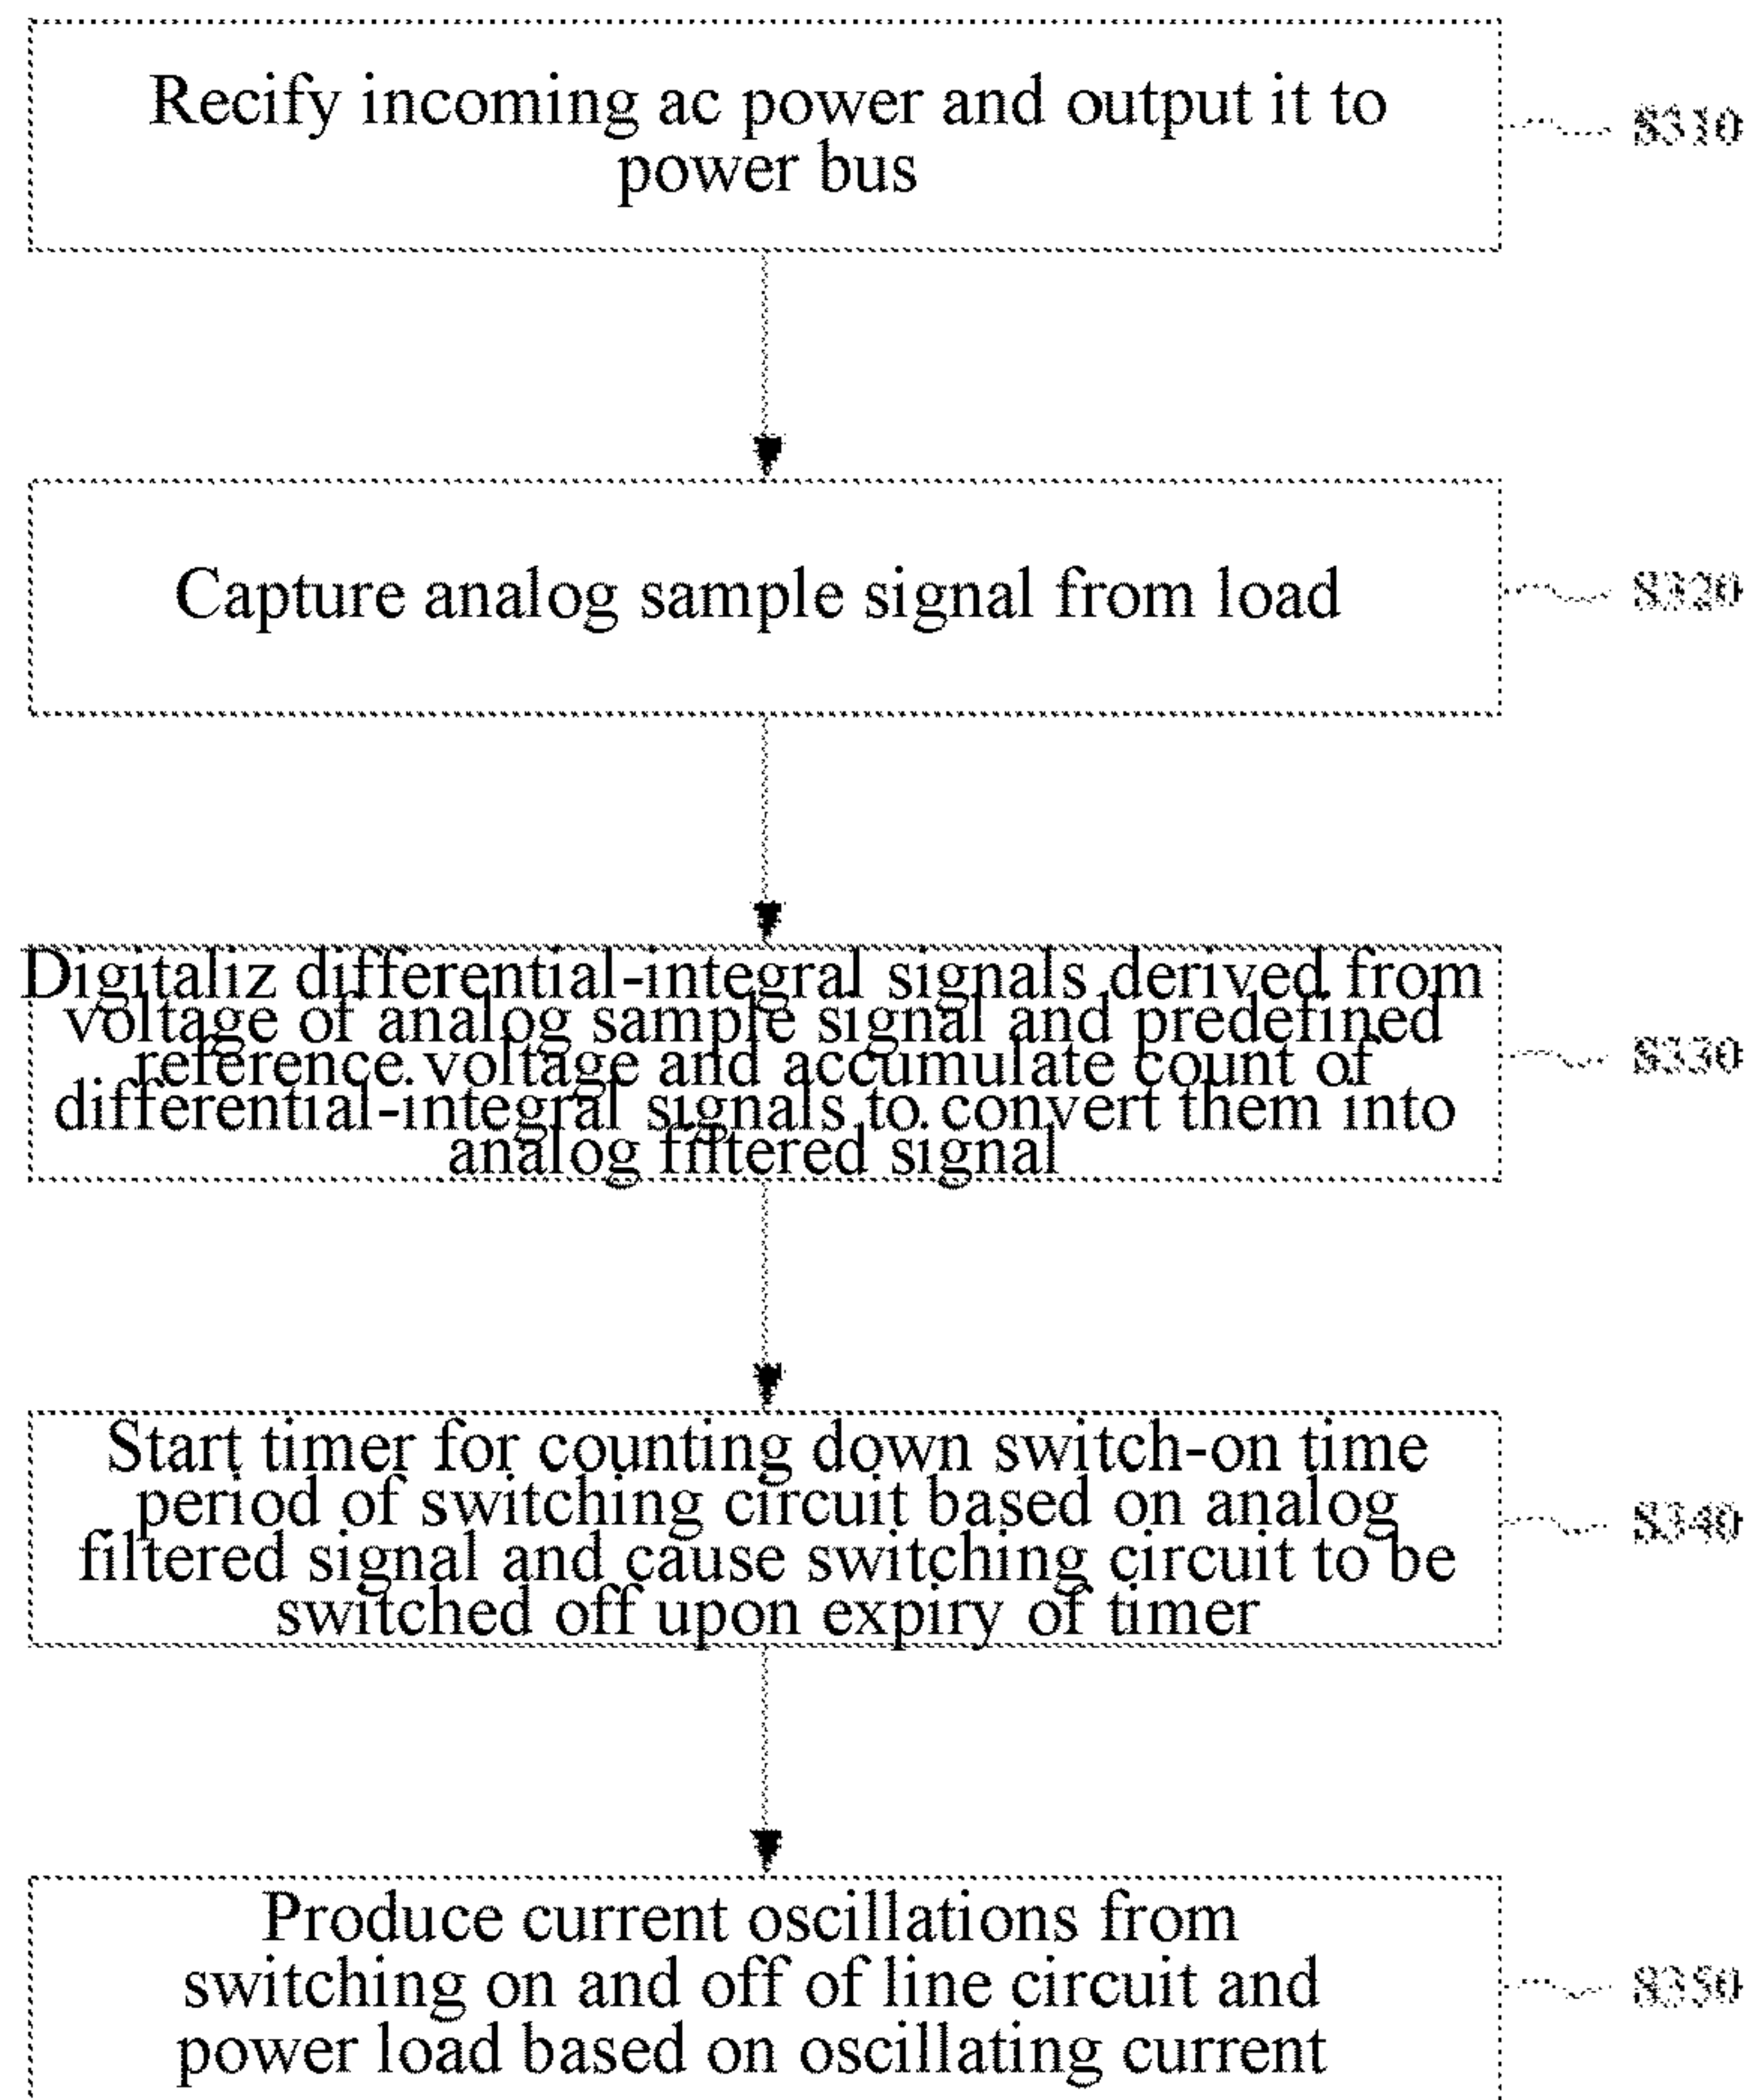 Recify incoming ac power and output it to
power bus
S310
Capture analog sample signal from load
S320
Digitaliz differential-integral signals derived from
voltage of analog sample signal and predefined
reference voltage and accumulate count of
differential-integral signals to convert them into
analog filtered signal
S330
Start timer for counting down switch-on time
period of switching circuit based on analog
filtered signal and cause switching circuit to be
switched off upon expiry of timer
S340
Produce current oscillations from
switching on and off of line circuit and
power load based on oscillating current
S350